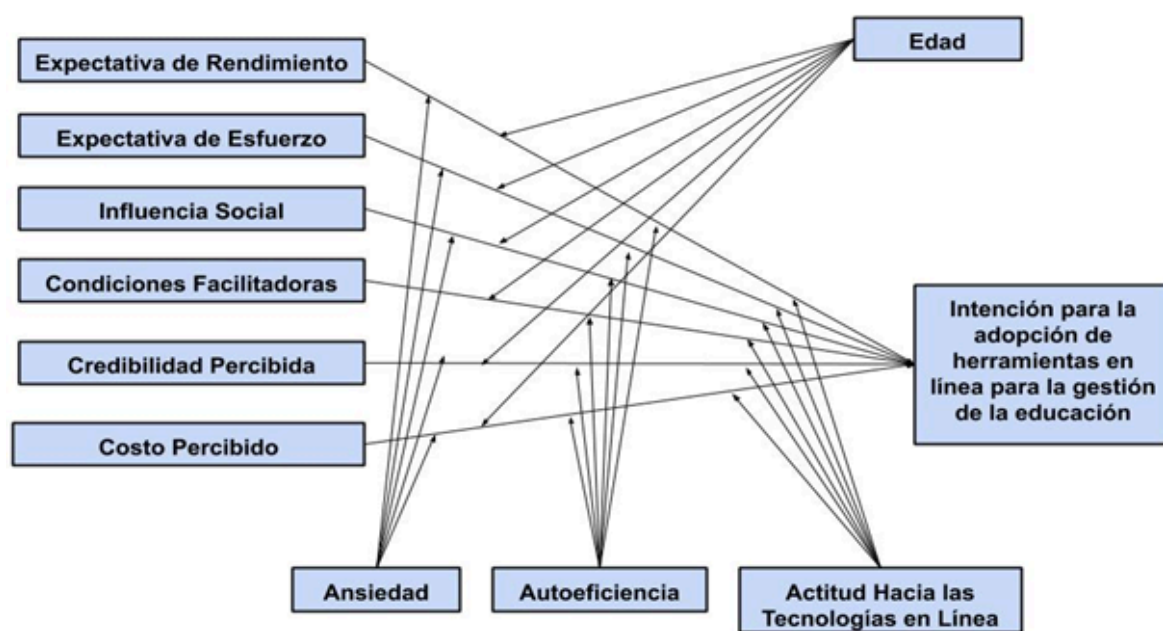 Expectativa de Rendimiento
Edad
Expectativa de Esfuerzo
Influencia Social
Condiciones Facilitadoras
Credibilidad Percibida
Costo Percibido
Intención para la
adopción de
herramientas en
línea para la gestión
de la educación
Ansiedad
Autoeficiencia
Actitud Hacia las
Tecnologías en Línea